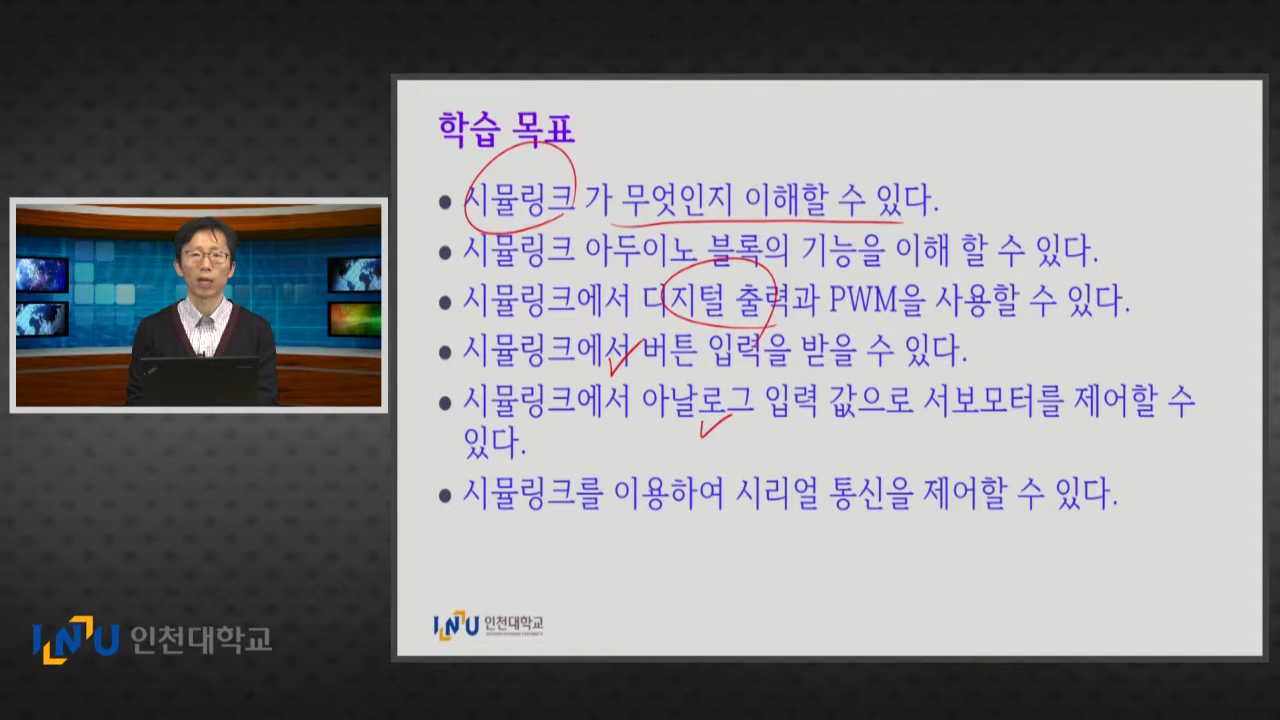 학습 목표
● 시뮬링크 가 무엇인지 이해할 수 있다.
● 시뮬링크 아두이노 블록의 기능을 이해 할 수 있다.
● 시뮬링크에서 디지털 출력과 PWM을 사용할 수 있다.
● 시뮬링크에서 버튼 입력을 받을 수 있다.
● 시뮬링크에서 아날로그 입력 값으로 서보모터를 제어할 수
있다.
● 시뮬링크를 이용하여 시리얼 통신을 제어할 수 있다.
INU 인천대학교
INU 인천대학교